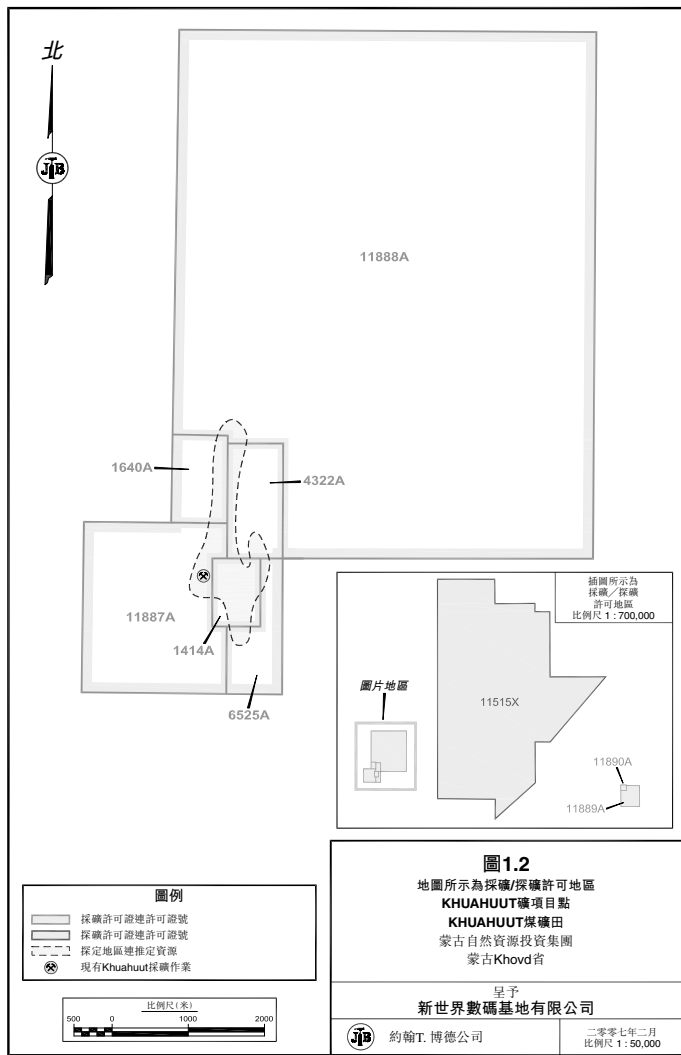 北
JTB
11888A
1640A
4322A
11887A
1414A
6525A
插圖所示為
採礦／探礦
許可地區
比例尺 1 : 700,000
圖片地區
11515X
11890A
11889A
圖例
採礦許可證連許可證號
探礦許可證連許可證號
探定地區連推定資源
現有Khuahuut採礦作業
比例尺(米)
500 0 1000 2000
圖1.2
地圖所示為採礦/探礦許可地區
KHUAHUUT礦項目點
KHUAHUUT煤礦田
蒙古自然資源投資集團
蒙古Khovd省
呈予
新世界數碼基地有限公司
JTB 約翰T. 博德公司
二零零七年二月
比例尺 1 : 50,000